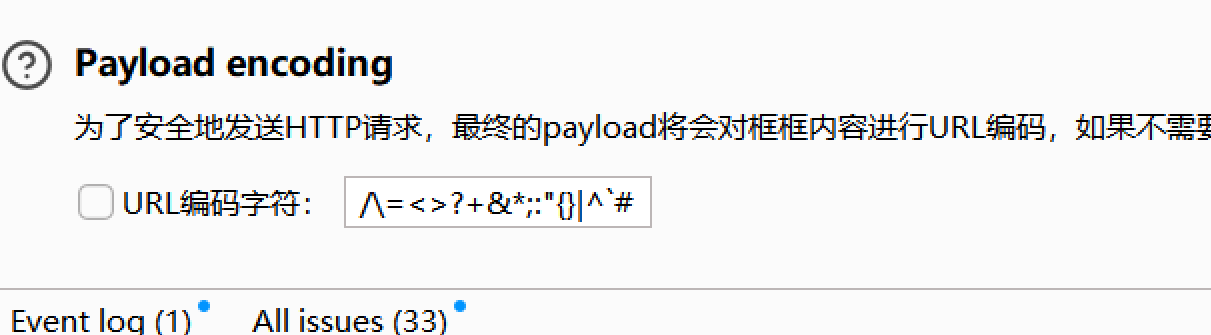 Payload encoding
为了安全地发送HTTP请求，最终的payload将会对框框内容进行URL编码，如果不需要
URL编码字符： /\=<>?+&*;:"{}|^`#
Event log (1) All issues (33)